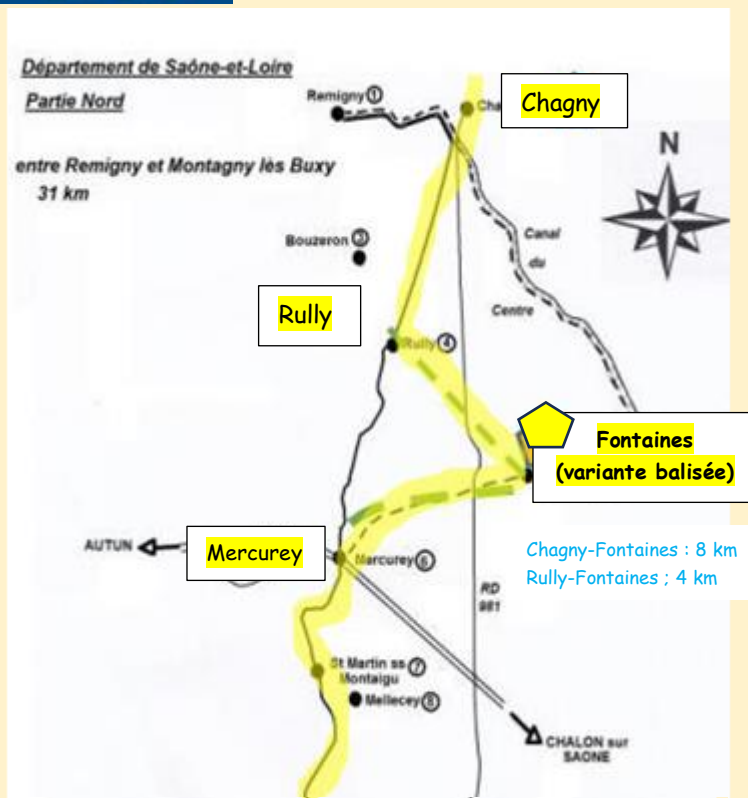 Département de Saône-et-Loire
Partie Nord
Remigny ①
Chagny
N
entre Remigny et Montagny lès Buxy
31 km
Bouzeron ③
Canal
du
Centre
Rully
Rully ④
Fontaines
(variante balisée)
AUTUN
Mercurey
Marcurey ⑥
Chagny-Fontaines : 8 km
Rully-Fontaines ; 4 km
RD
981
St Martin ss ⑦
Montaigu
Mellecey ⑧
CHALON sur
SAONE